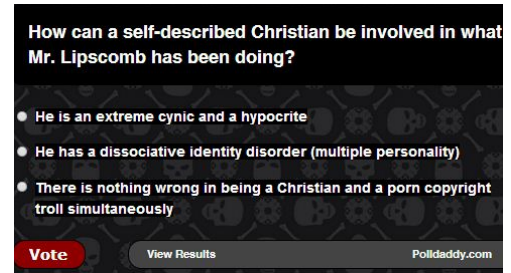 How can a self-described Christian be involved in what
Mr. Lipscomb has been doing?
He is an extreme cynic and a hypocrite
He has a dissociative identity disorder (multiple personality)
There is nothing wrong in being a Christian and a porn copyright
troll simultaneously
Vote View Results Polldaddy.com